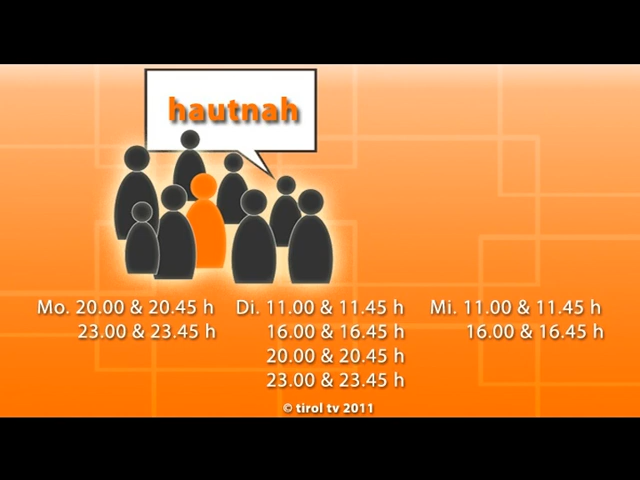 hautnah
Mo. 20.00 & 20.45 h
23.00 & 23.45 h
Di. 11.00 & 11.45 h
16.00 & 16.45 h
20.00 & 20.45 h
23.00 & 23.45 h
Mi. 11.00 & 11.45 h
16.00 & 16.45 h
© tirol tv 2011